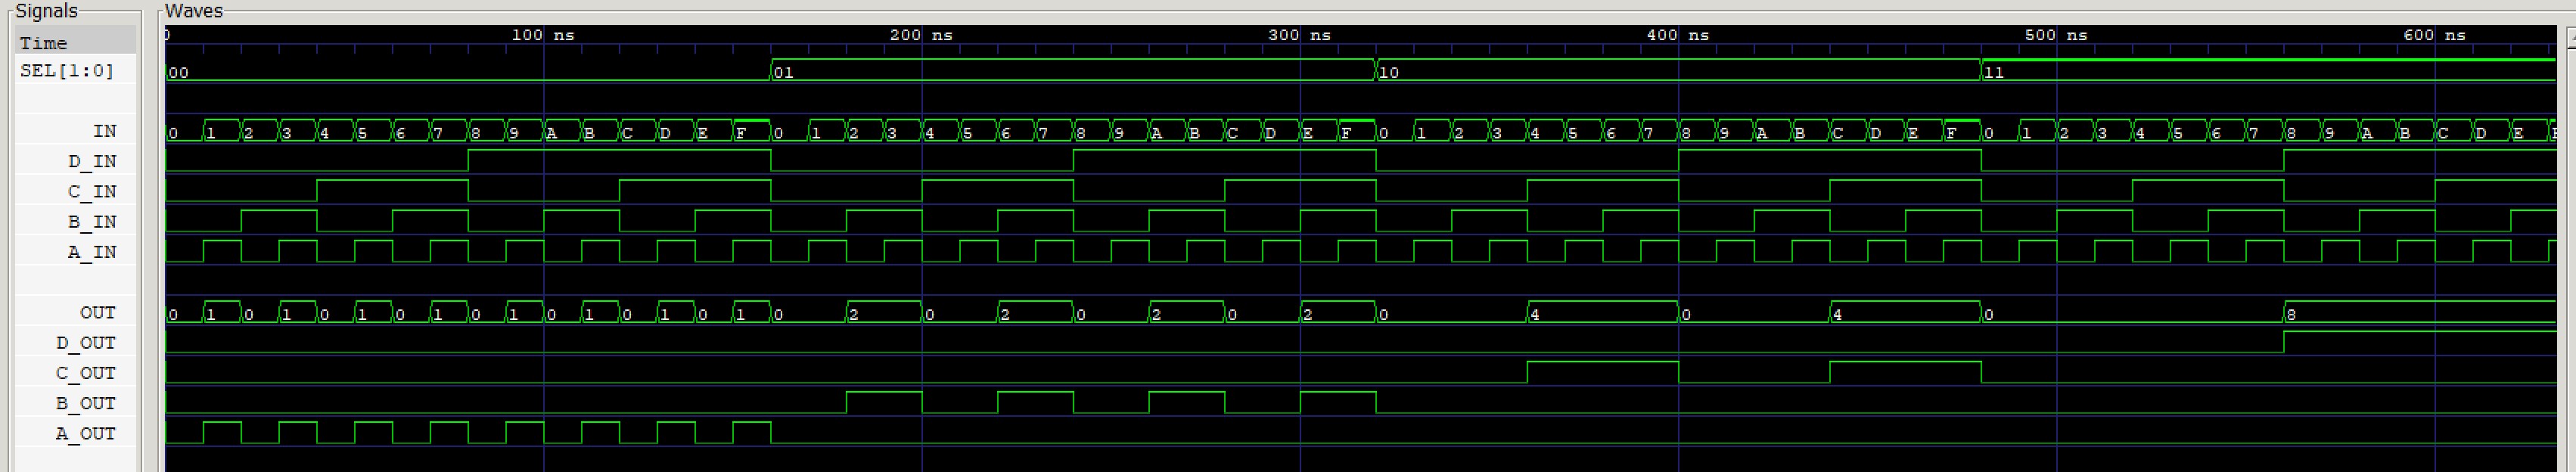 Signals Waves
Time 0 100 ns 200 ns 300 ns 400 ns 500 ns 600 ns
SEL[1:0] 00 01 10 11
IN 0 1 2 3 4 5 6 7 8 9 A B C D E F 0 1 2 3 4 5 6 7 8 9 A B C D E F 0 1 2 3 4 5 6 7 8 9 A B C D E F 0 1 2 3 4 5 6 7 8 9 A B C D E
D_IN
C_IN
B_IN
A_IN
OUT 0 1 0 1 0 1 0 1 0 1 0 1 0 1 0 1 0 2 0 2 0 2 0 2 0 4 0 4 0 8
D_OUT
C_OUT
B_OUT
A_OUT